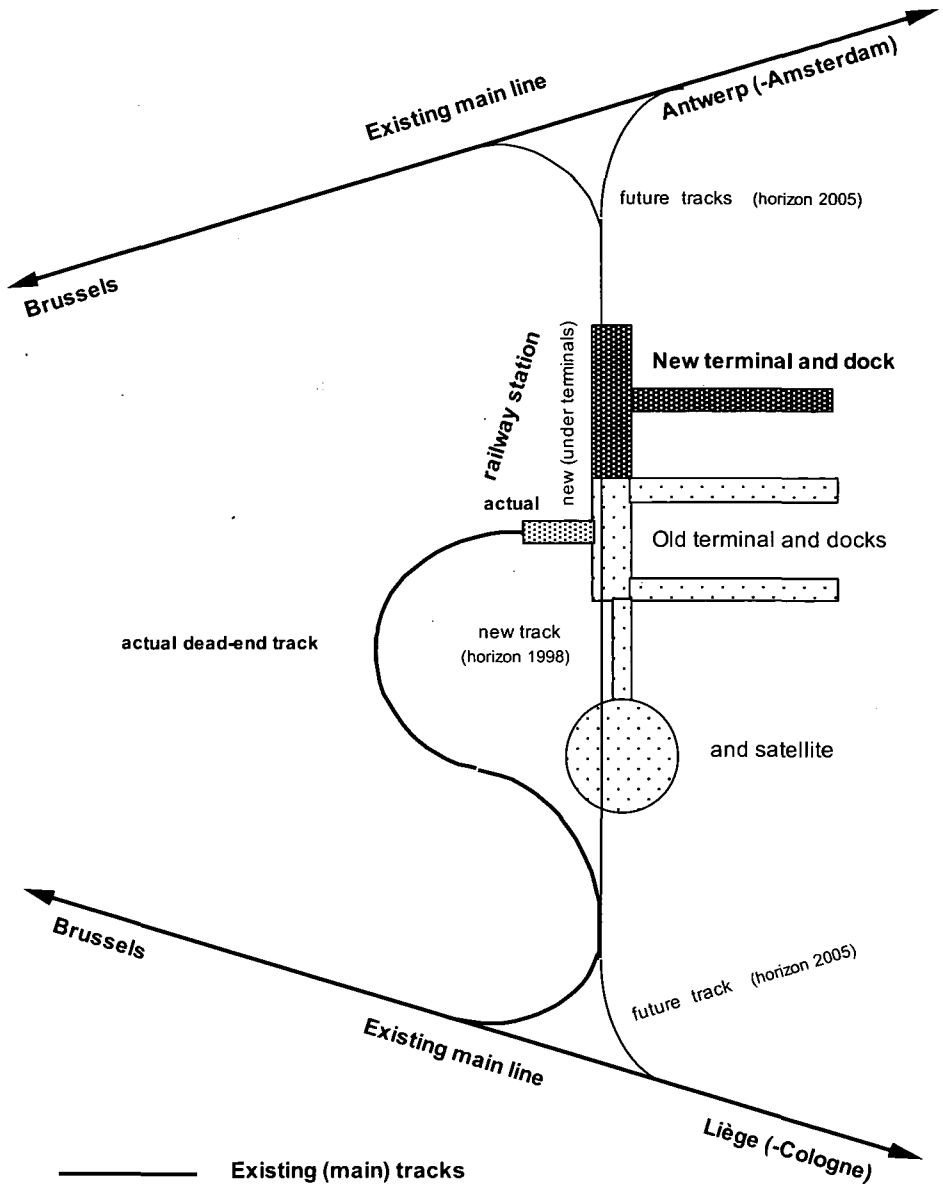 Existing main line
Antwerp (-Amsterdam)
future tracks (horizon 2005)
Brussels
railway station
new (under terminals)
New terminal and dock
actual
Old terminal and docks
actual dead-end track
new track
(horizon 1998)
and satellite
Brussels
future track (horizon 2005)
Existing main line
Liège (-Cologne)
Existing (main) tracks